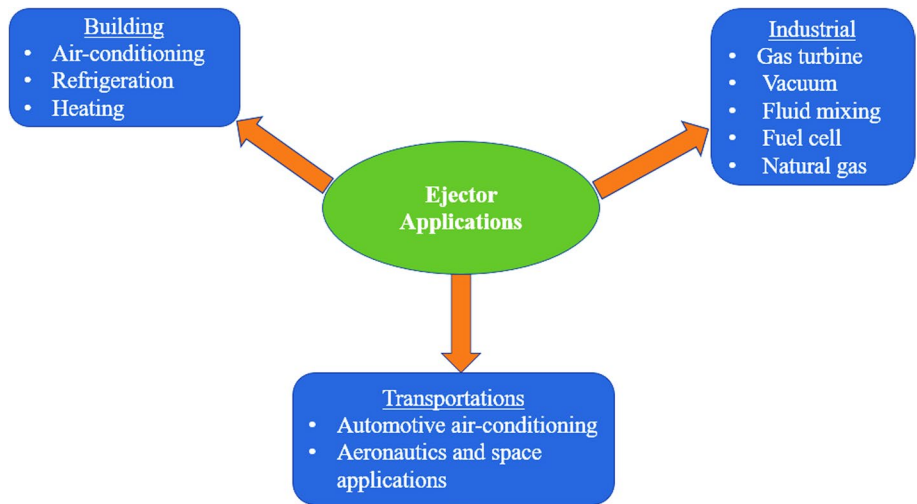 Building
• Air-conditioning
• Refrigeration
• Heating
Industrial
• Gas turbine
• Vacuum
• Fluid mixing
• Fuel cell
• Natural gas
Ejector
Applications
Transportations
• Automotive air-conditioning
• Aeronautics and space
applications